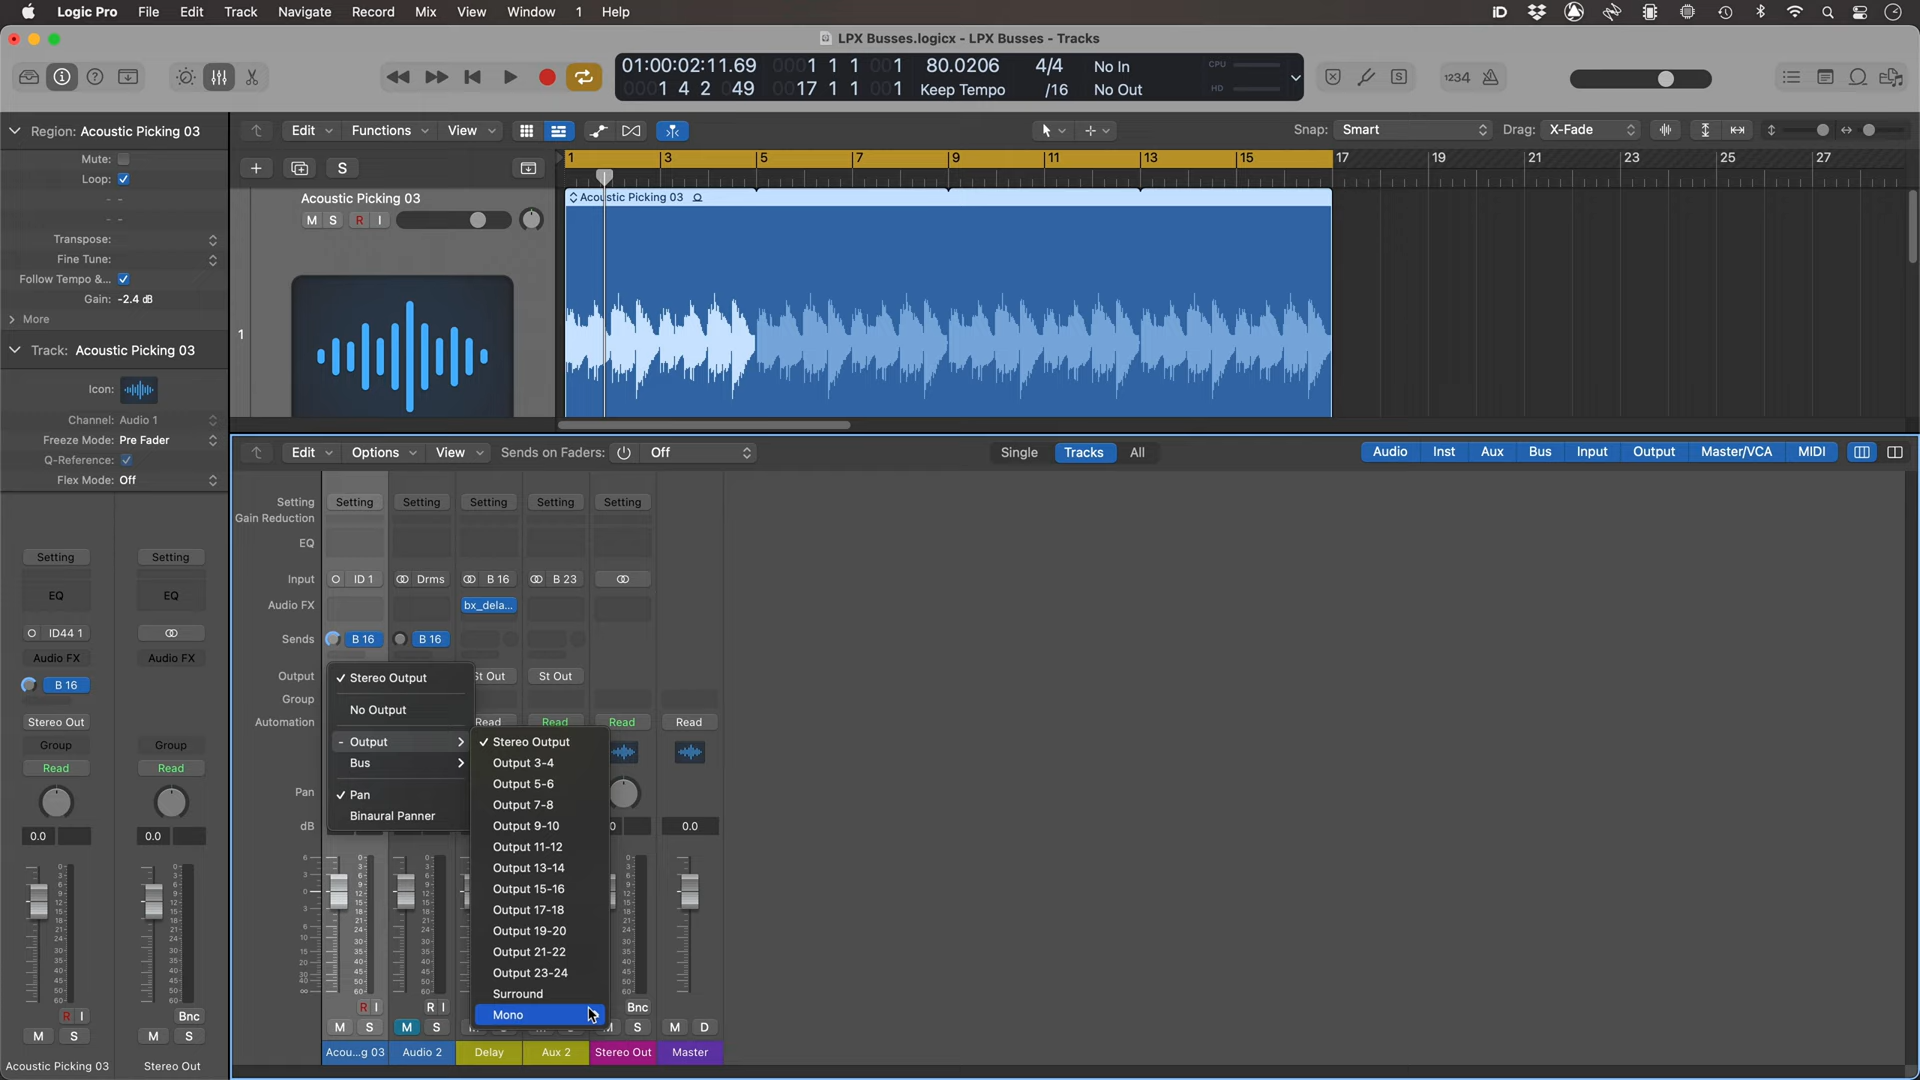 Logic Pro File Edit Track Navigate Record Mix View Window 1 Help
LPX Busses.logicx - LPX Busses - Tracks
01:00:02:11.69 0001 1 1 001 80.0206 4/4 No In CPU
0001 4 2 049 0017 1 1 001 Keep Tempo /16 No Out HD
1234
Region: Acoustic Picking 03
Mute:
Loop:
Transpose:
Fine Tune:
Follow Tempo &...
Gain: -2.4 dB
More
Track: Acoustic Picking 03
Icon:
Channel: Audio 1
Freeze Mode: Pre Fader
Q-Reference:
Flex Mode: Off
Edit Functions View
Snap: Smart Drag: X-Fade
S
1 3 5 7 9 11 13 15 17 19 21 23 25 27
Acoustic Picking 03
M S R I
1
Acoustic Picking 03
Edit Options View Sends on Faders: Off Single Tracks All Audio Inst Aux Bus Input Output Master/VCA MIDI
Setting Setting Setting Setting Setting Setting
Gain Reduction
EQ
Input ID 1 Drms B 16 B 23
Audio FX bx_dela...
Sends B 16 B 16
Output St Out St Out
Group
Automation Read Read Read Read
Pan
dB 0 0.0
Stereo Output
No Output
- Output
Bus
Pan
Binaural Panner
Stereo Output
Output 3-4
Output 5-6
Output 7-8
Output 9-10
Output 11-12
Output 13-14
Output 15-16
Output 17-18
Output 19-20
Output 21-22
Output 23-24
Surround
Mono
R I R I Bnc
M S M S S M D
Acou...g 03 Audio 2 Delay Aux 2 Stereo Out Master
Setting Setting
EQ EQ
ID44 1
Audio FX Audio FX
B 16
Stereo Out
Group Group
Read Read
0.0 0.0
R I Bnc
M S M S
Acoustic Picking 03 Stereo Out